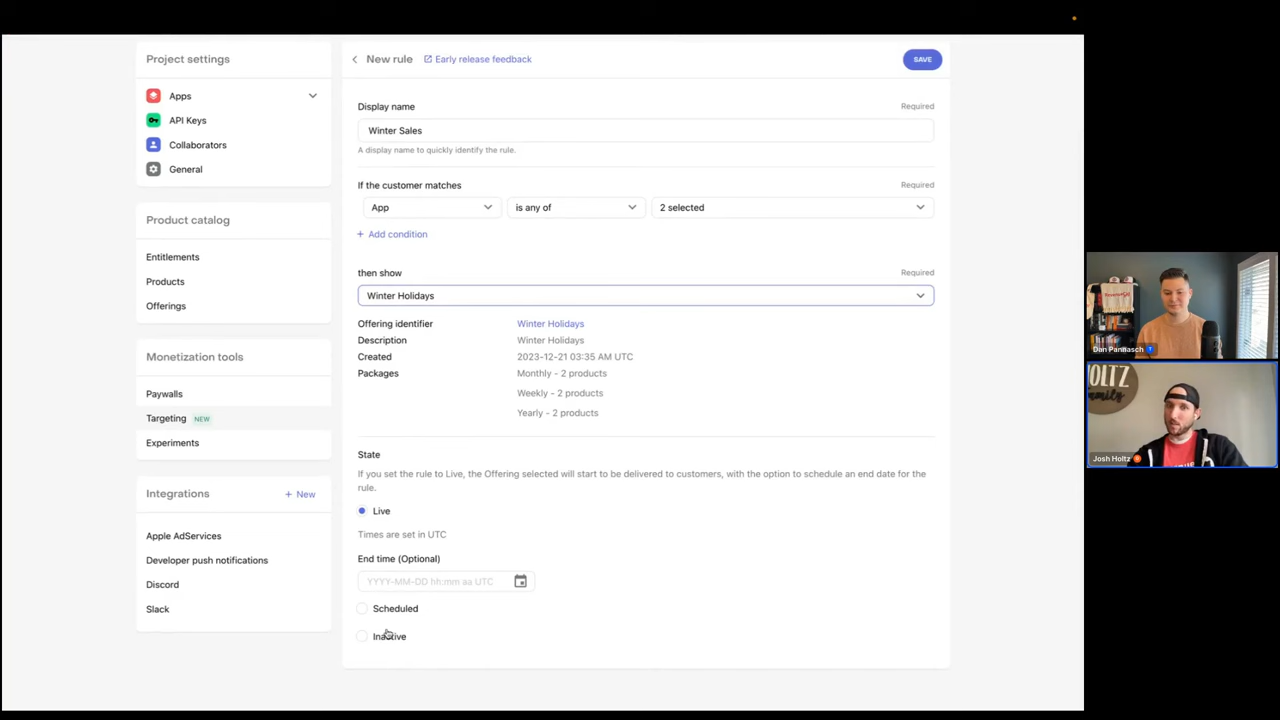 Project settings
Apps
API Keys
Collaborators
General
Product catalog
Entitlements
Products
Offerings
Monetization tools
Paywalls
Targeting NEW
Experiments
Integrations + New
Apple AdServices
Developer push notifications
Discord
Slack
New rule Early release feedback SAVE
Display name Required
Winter Sales
A display name to quickly identify the rule.
If the customer matches Required
App is any of 2 selected
+ Add condition
then show Required
Winter Holidays
Offering identifier Winter Holidays
Description Winter Holidays
Created 2023-12-21 03:35 AM UTC
Packages Monthly - 2 products
Weekly - 2 products
Yearly - 2 products
State
If you set the rule to Live, the Offering selected will start to be delivered to customers, with the option to schedule an end date for the
rule.
Live
Times are set in UTC
End time (Optional)
YYYY-MM-DD hh:mm aa UTC
Scheduled
Inactive
Dan Pannasch
HOLTZ
family
Josh Holtz